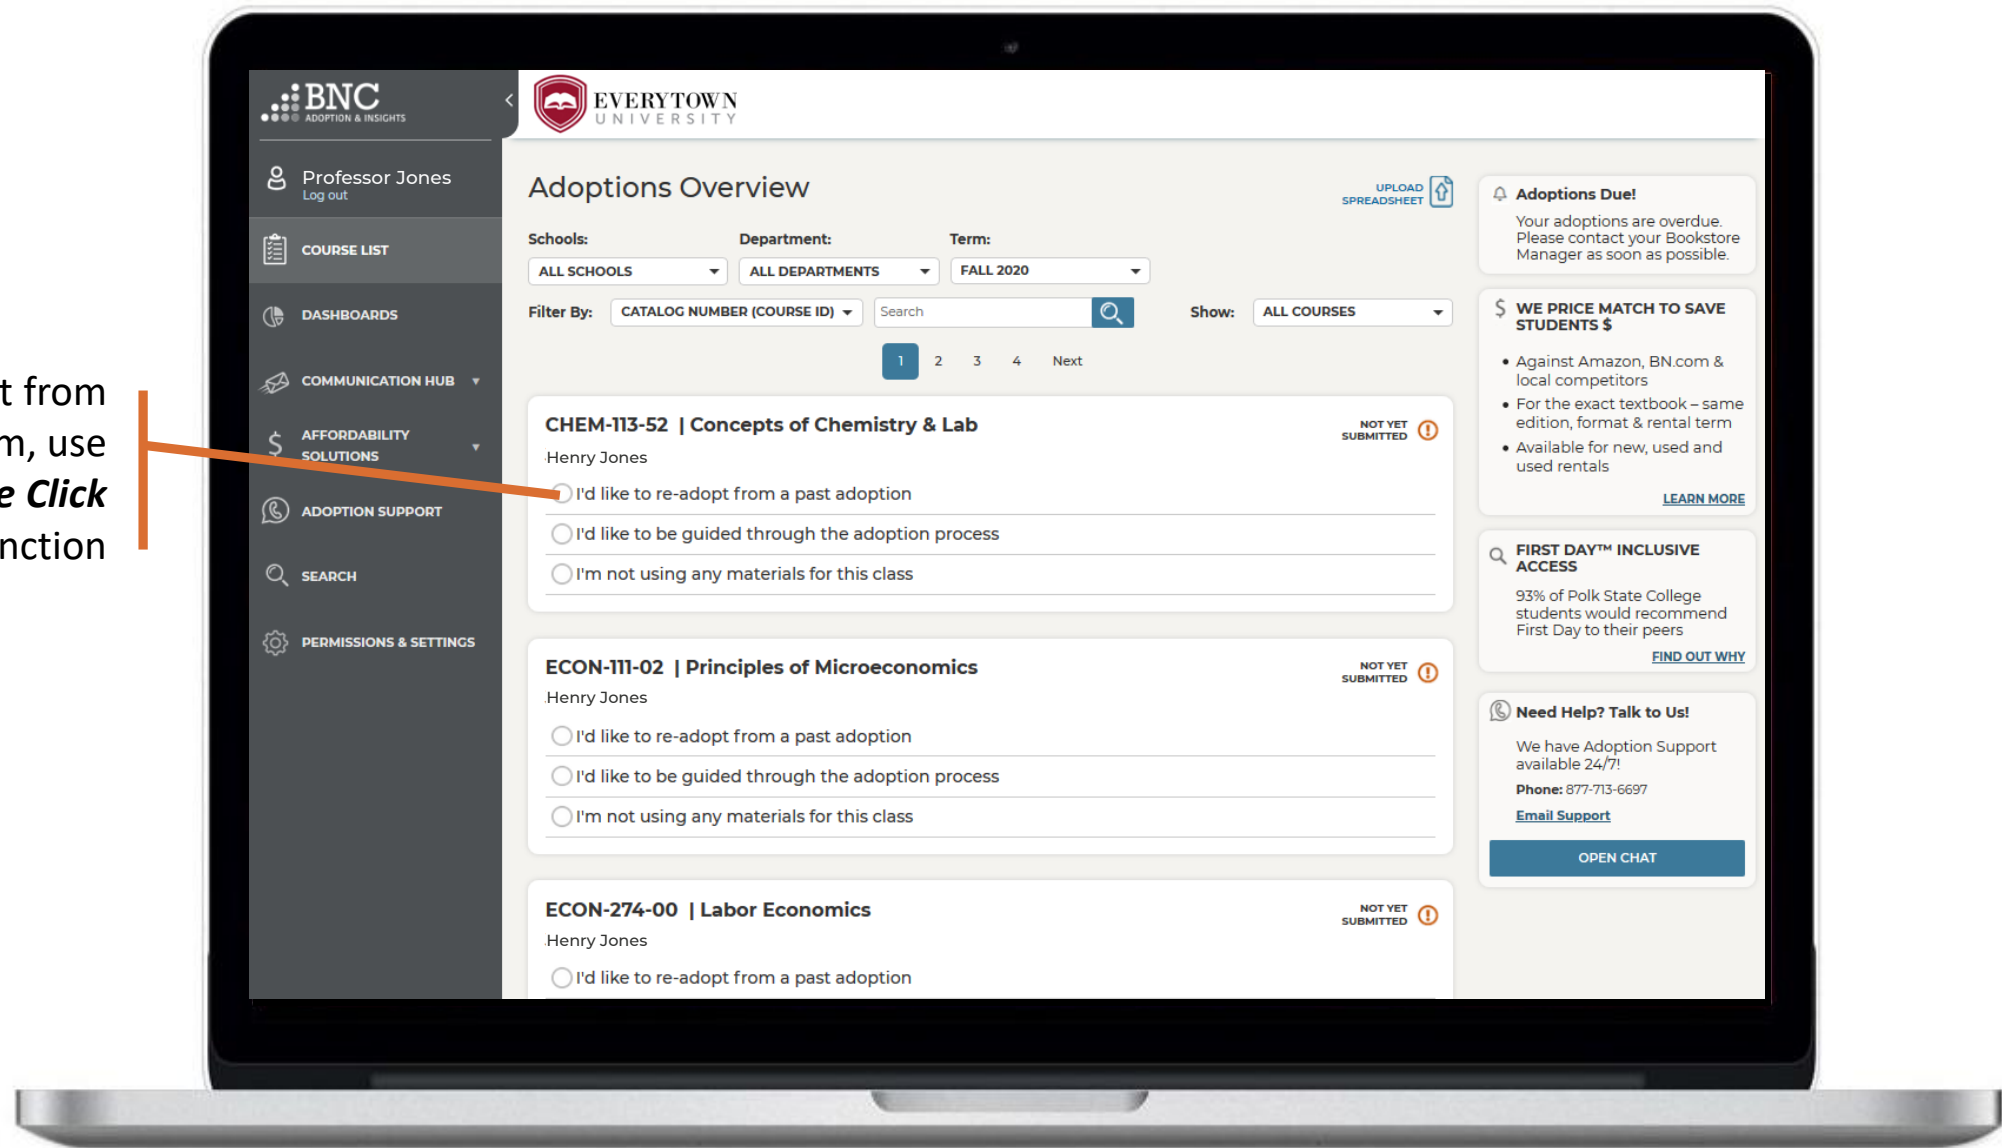 t from
m, use
e Click
nction
BNC
ADOPTION & INSIGHTS
Professor Jones
Log out
COURSE LIST
DASHBOARDS
COMMUNICATION HUB
AFFORDABILITY
SOLUTIONS
ADOPTION SUPPORT
SEARCH
PERMISSIONS & SETTINGS
EVERYTOWN
UNIVERSITY
Adoptions Overview
UPLOAD
SPREADSHEET
Schools: Department: Term:
ALL SCHOOLS ALL DEPARTMENTS FALL 2020
Filter By: CATALOG NUMBER (COURSE ID) Search Show: ALL COURSES
1 2 3 4 Next
CHEM-113-52 | Concepts of Chemistry & Lab
NOT YET
SUBMITTED
Henry Jones
I'd like to re-adopt from a past adoption
I'd like to be guided through the adoption process
I'm not using any materials for this class
ECON-111-02 | Principles of Microeconomics
NOT YET
SUBMITTED
Henry Jones
I'd like to re-adopt from a past adoption
I'd like to be guided through the adoption process
I'm not using any materials for this class
ECON-274-00 | Labor Economics
NOT YET
SUBMITTED
Henry Jones
I'd like to re-adopt from a past adoption
Adoptions Due!
Your adoptions are overdue.
Please contact your Bookstore
Manager as soon as possible.
$ WE PRICE MATCH TO SAVE
STUDENTS $
• Against Amazon, BN.com &
local competitors
• For the exact textbook – same
edition, format & rental term
• Available for new, used and
used rentals
LEARN MORE
FIRST DAY™ INCLUSIVE
ACCESS
93% of Polk State College
students would recommend
First Day to their peers
FIND OUT WHY
Need Help? Talk to Us!
We have Adoption Support
available 24/7!
Phone: 877-713-6697
Email Support
OPEN CHAT